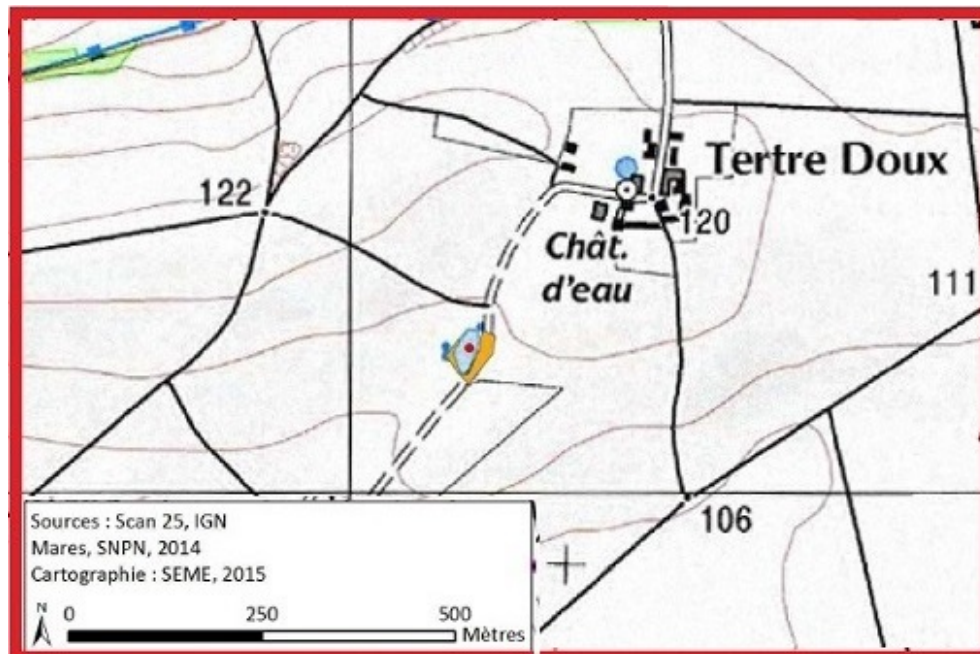 Tertre Doux
122
120
Chât.
d'eau
111
106
Sources : Scan 25, IGN
Mares, SNPN, 2014
Cartographie : SEME, 2015
N 0 250 500
Mètres